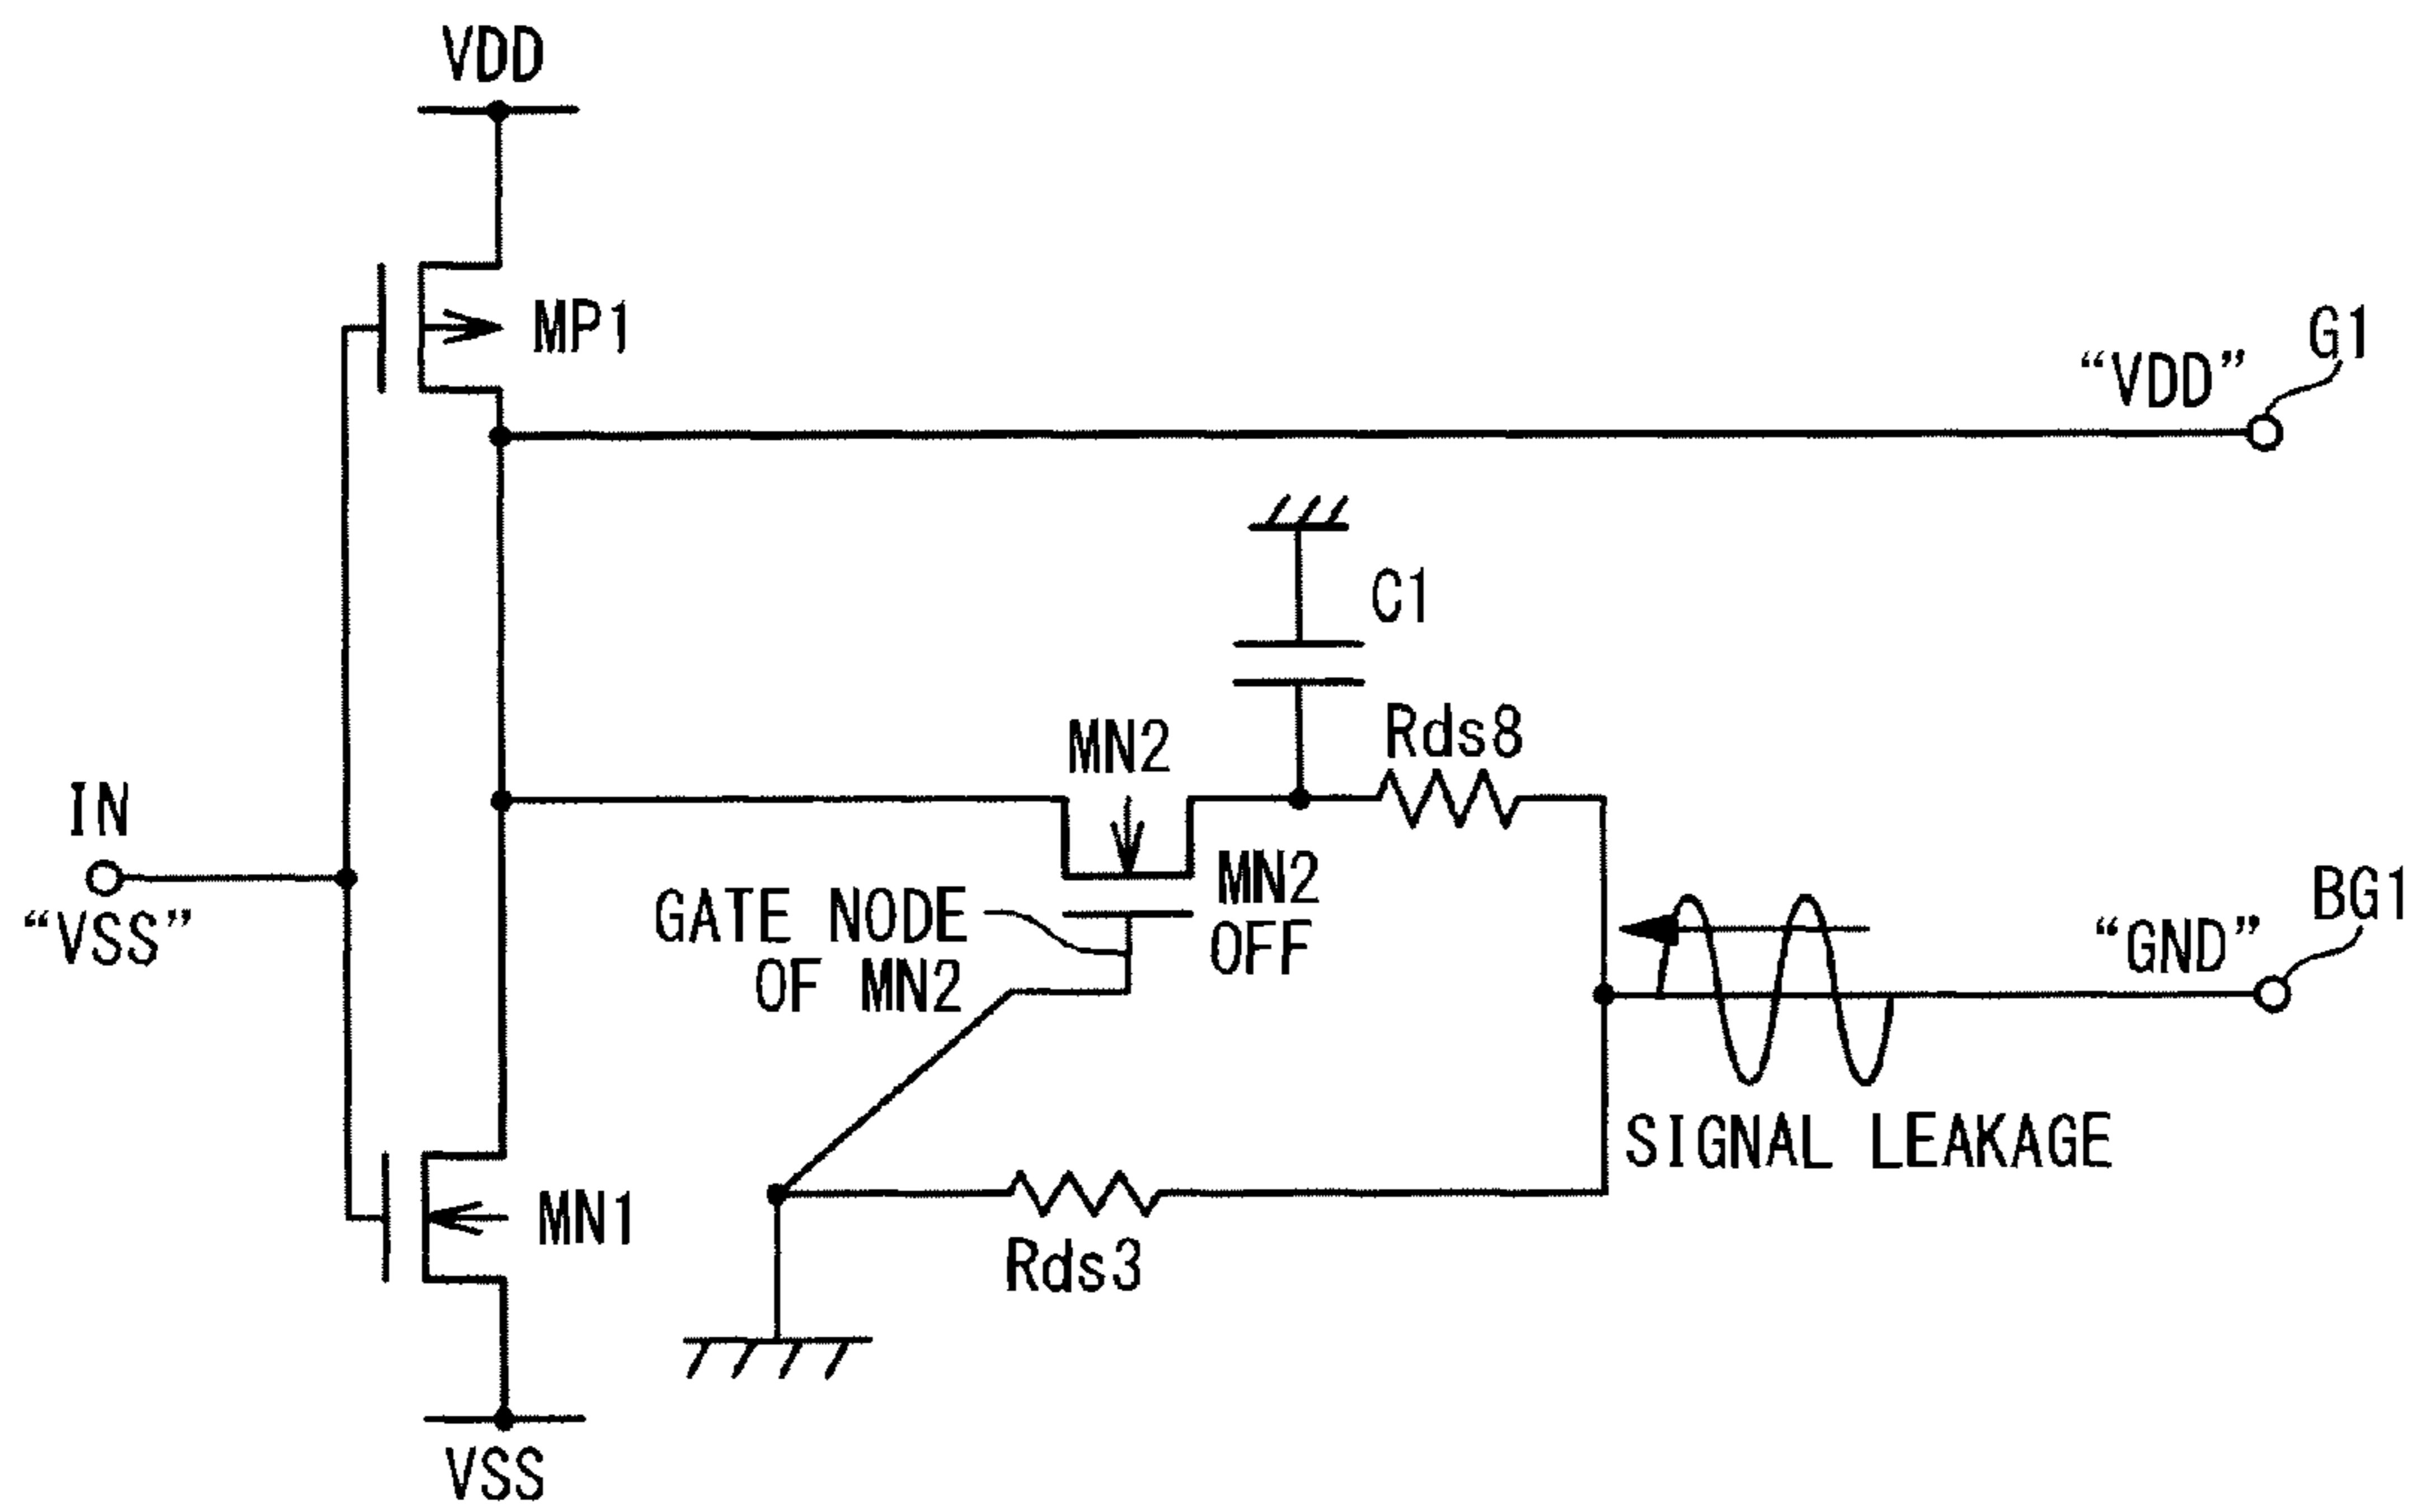 VDD
MP1
G1
“VDD”
C1
MN2
Rds8
IN
“VSS”
GATE NODE
OF MN2
MN2
OFF
BG1
“GND”
SIGNAL LEAKAGE
MN1
Rds3
VSS